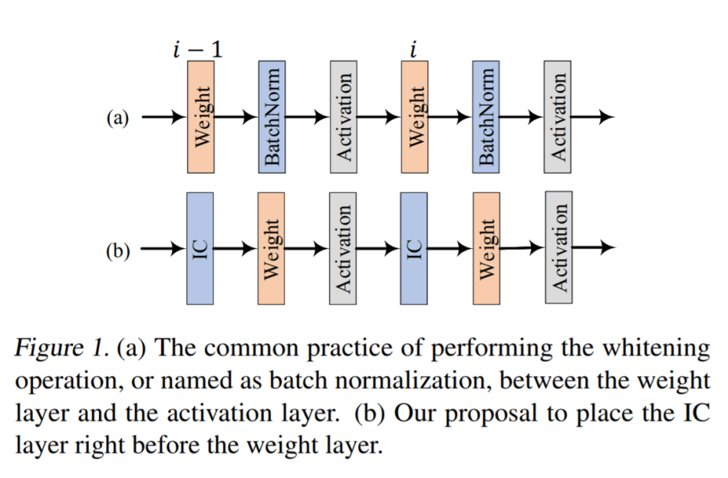 i − 1
i
(a)
Weight
BatchNorm
Activation
Weight
BatchNorm
Activation
(b)
IC
Weight
Activation
IC
Weight
Activation
Figure 1. (a) The common practice of performing the whitening
operation, or named as batch normalization, between the weight
layer and the activation layer. (b) Our proposal to place the IC
layer right before the weight layer.